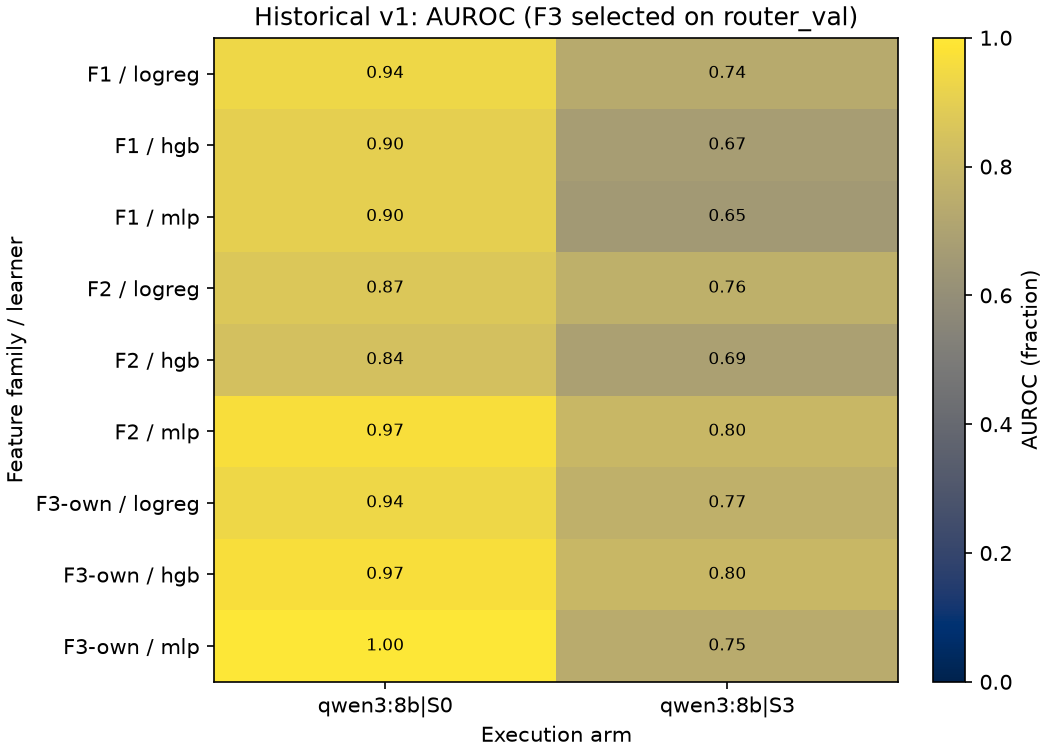 Historical v1: AUROC (F3 selected on router_val)
Feature family / learner
F1 / logreg 0.94 0.74
F1 / hgb 0.90 0.67
F1 / mlp 0.90 0.65
F2 / logreg 0.87 0.76
F2 / hgb 0.84 0.69
F2 / mlp 0.97 0.80
F3-own / logreg 0.94 0.77
F3-own / hgb 0.97 0.80
F3-own / mlp 1.00 0.75
qwen3:8b|S0 qwen3:8b|S3
Execution arm
1.0
0.8
0.6
0.4
0.2
0.0
AUROC (fraction)